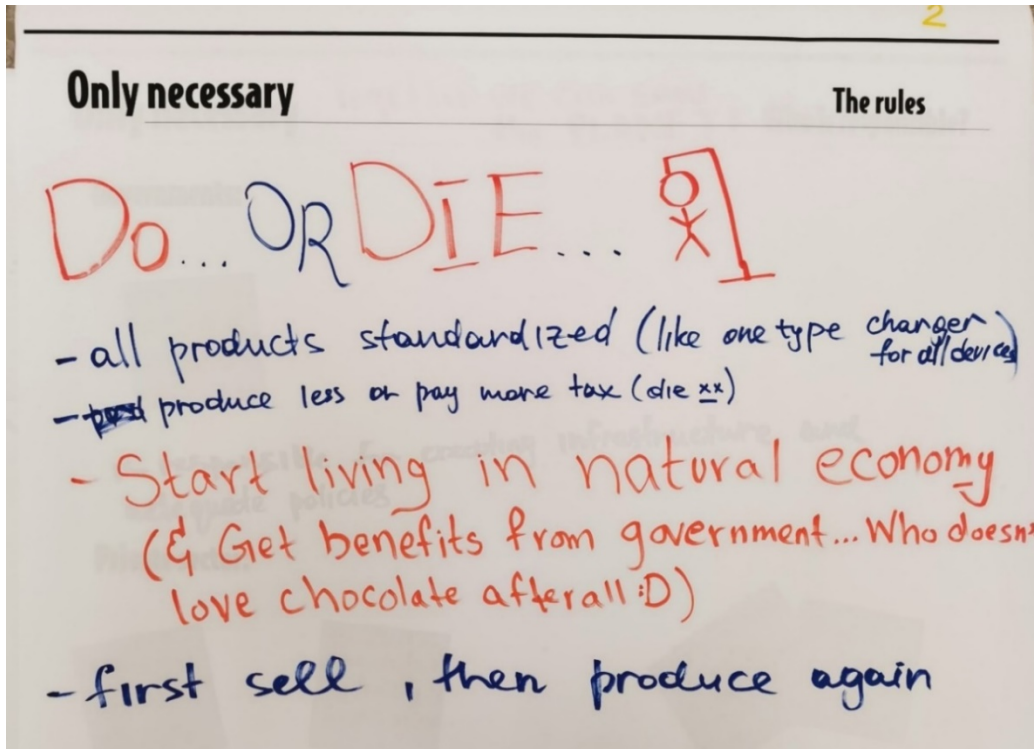 2
Only necessary
The rules
Do... OR DIE...
- all products standardized (like one type changer
for all devices)
- produce less or pay more tax (die xx)
- Start living in natural economy
(& Get benefits from government... Who doesn't
love chocolate afterall :D)
- first sell, then produce again